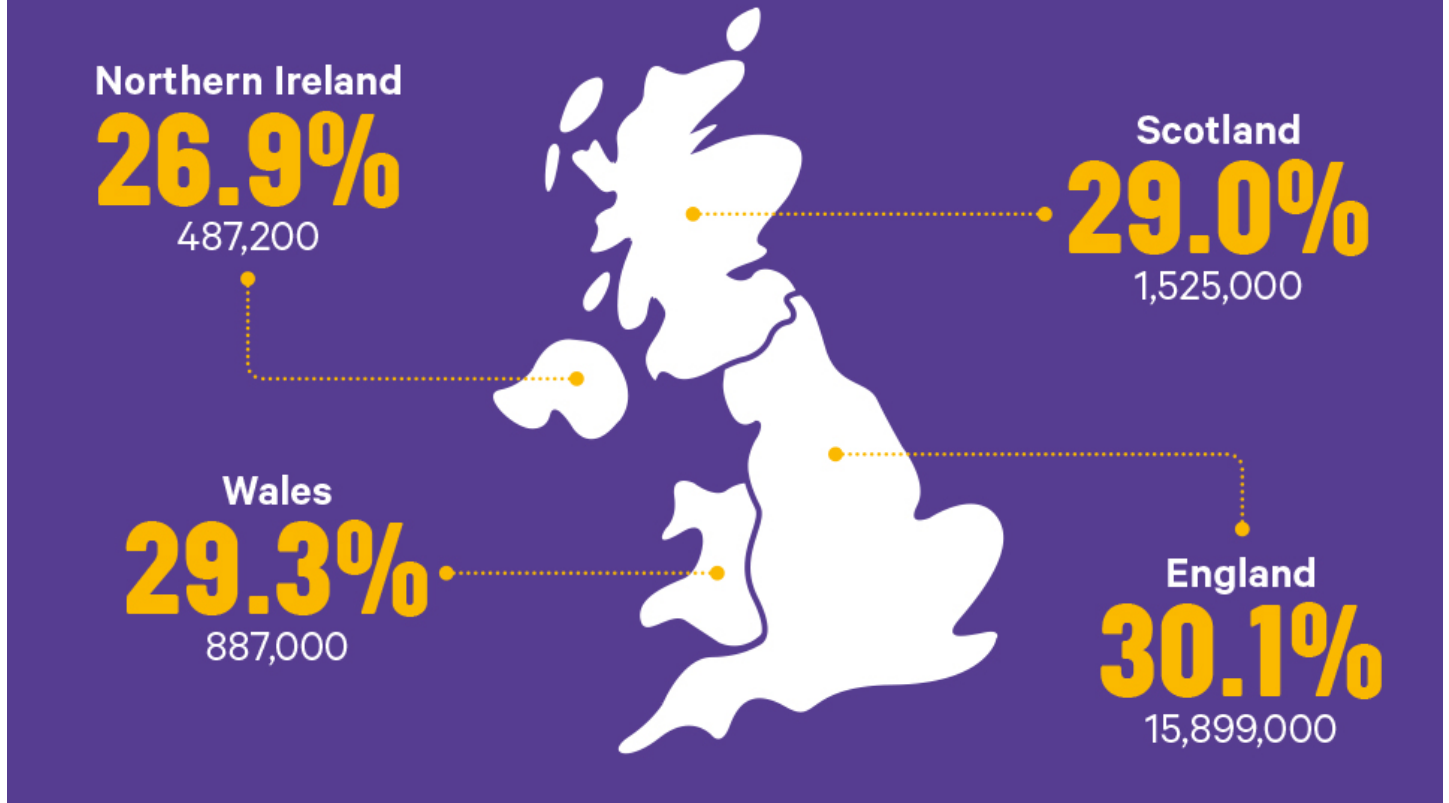 Northern Ireland
26.9%
487,200
Scotland
29.0%
1,525,000
Wales
29.3%
887,000
England
30.1%
15,899,000